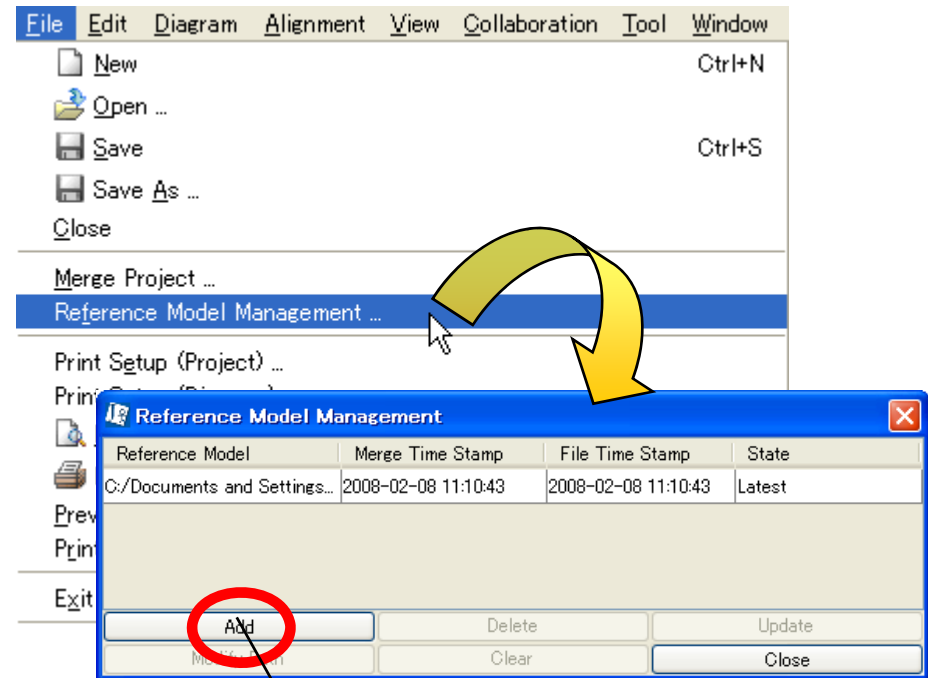 File Edit Diagram Alignment View Collaboration Tool Window
New Ctrl+N
Open ...
Save Ctrl+S
Save As ...
Close
Merge Project ...
Reference Model Management ...
Print Setup (Project) ...
Reference Model Management
Reference Model Merge Time Stamp File Time Stamp State
C:/Documents and Settings... 2008-02-08 11:10:43 2008-02-08 11:10:43 Latest
Exit
Add Delete Update
Clear Close